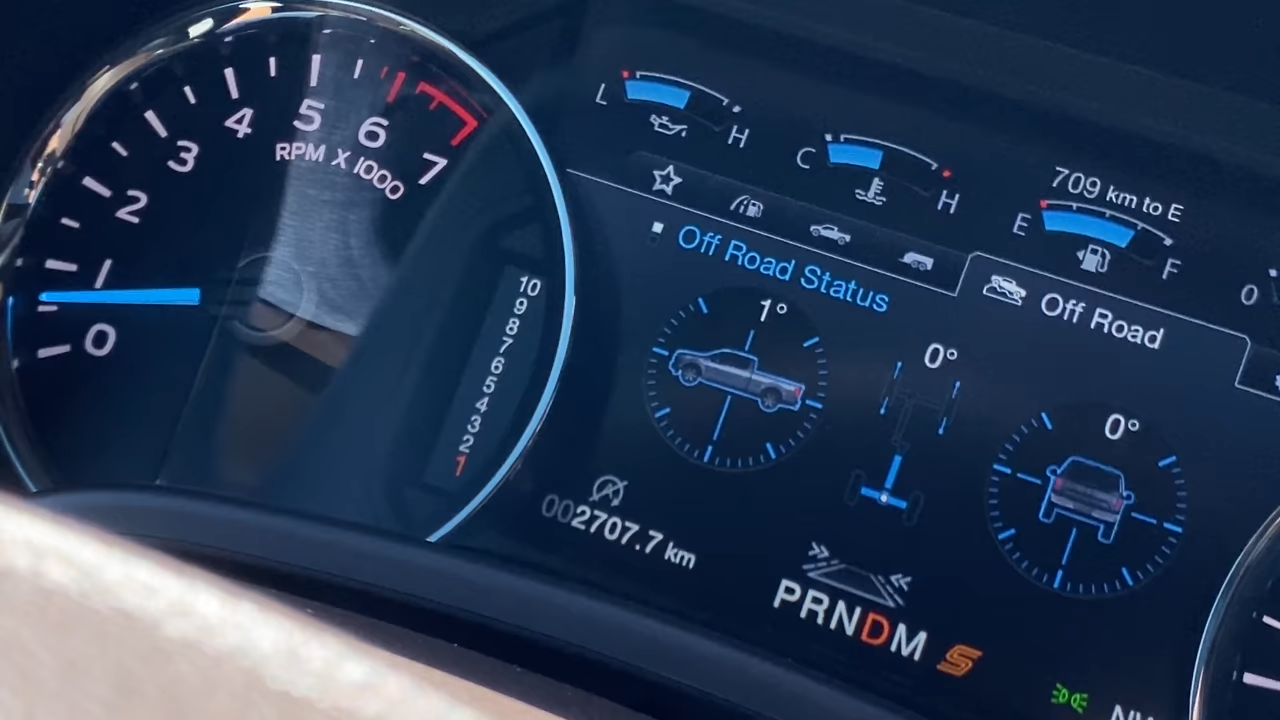 0
1
2
3
4
5
6
7
RPM X 1000
10
9
8
7
6
5
4
3
2
1
L
H
C
H
709 km to E
E
F
0
Off Road Status
Off Road
1°
0°
0°
002707.7 km
PRNDM S